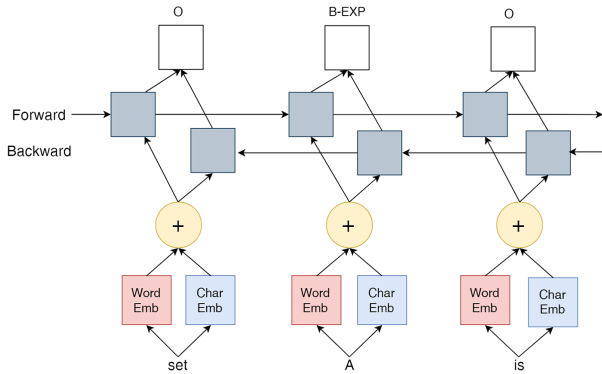 O B-EXP O
Forward
Backward
+ + +
Word Emb Char Emb Word Emb Char Emb Word Emb Char Emb
set A is